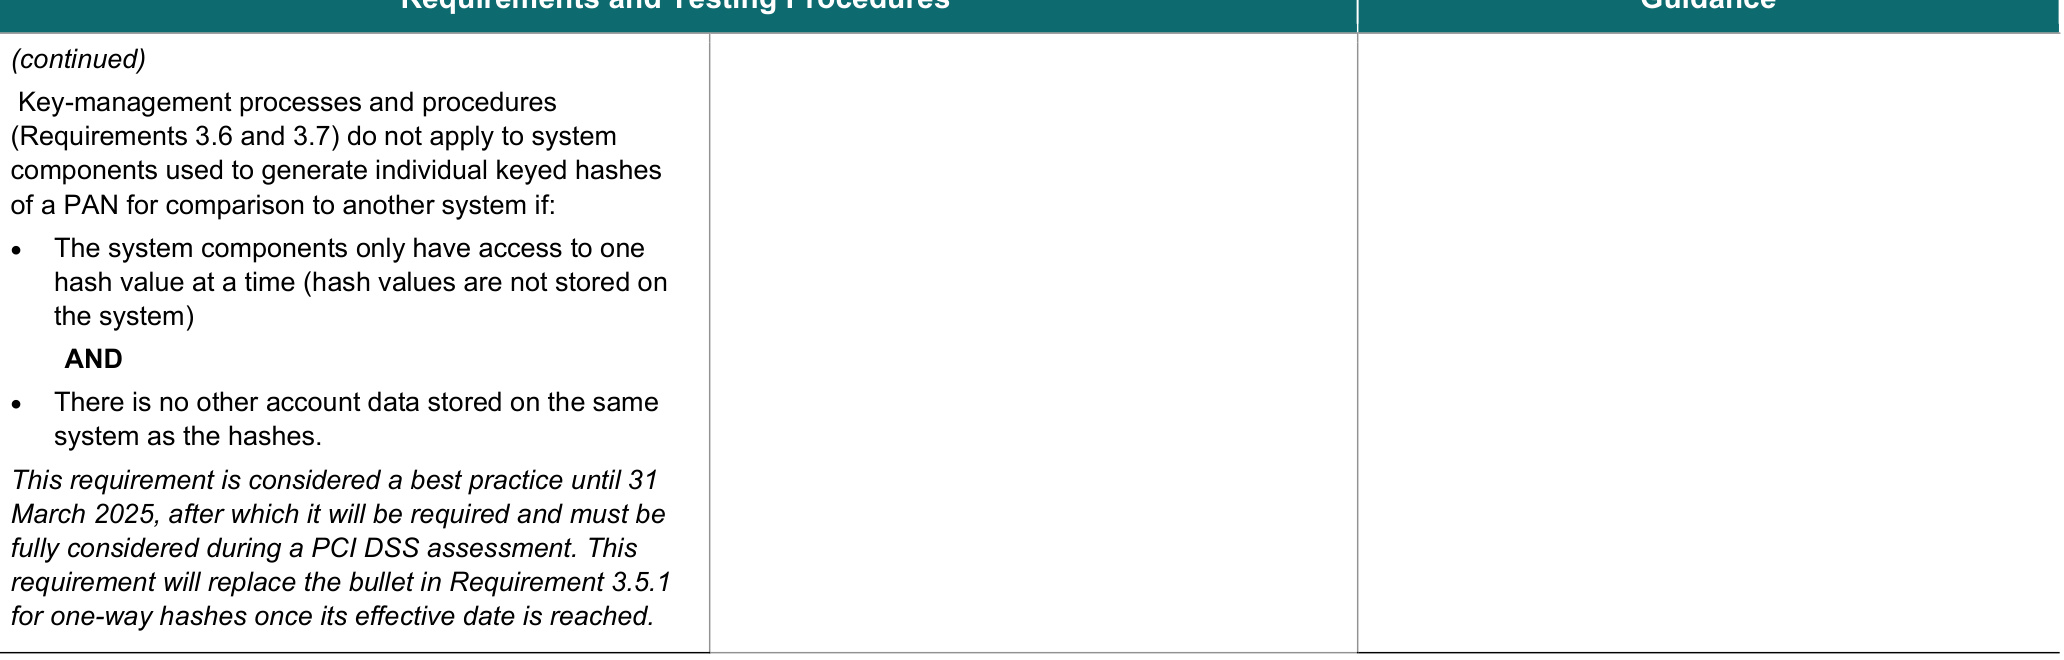 Requirements and Testing Procedures
Guidance
(continued)
Key-management processes and procedures
(Requirements 3.6 and 3.7) do not apply to system
components used to generate individual keyed hashes
of a PAN for comparison to another system if:
• The system components only have access to one
hash value at a time (hash values are not stored on
the system)
AND
• There is no other account data stored on the same
system as the hashes.
This requirement is considered a best practice until 31
March 2025, after which it will be required and must be
fully considered during a PCI DSS assessment. This
requirement will replace the bullet in Requirement 3.5.1
for one-way hashes once its effective date is reached.